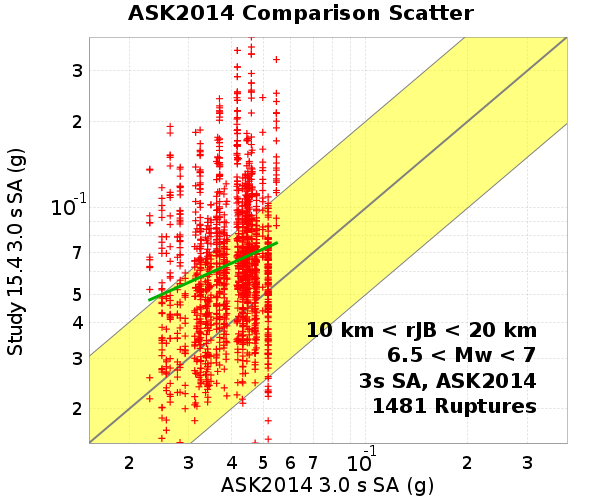 ASK2014 Comparison Scatter
Study 15.4 3.0 s SA (g)
3
2
10-1
7
5
4
3
2
10 km < rJB < 20 km
6.5 < Mw < 7
3s SA, ASK2014
1481 Ruptures
2 3 4 5 6 7 10-1 2 3
ASK2014 3.0 s SA (g)